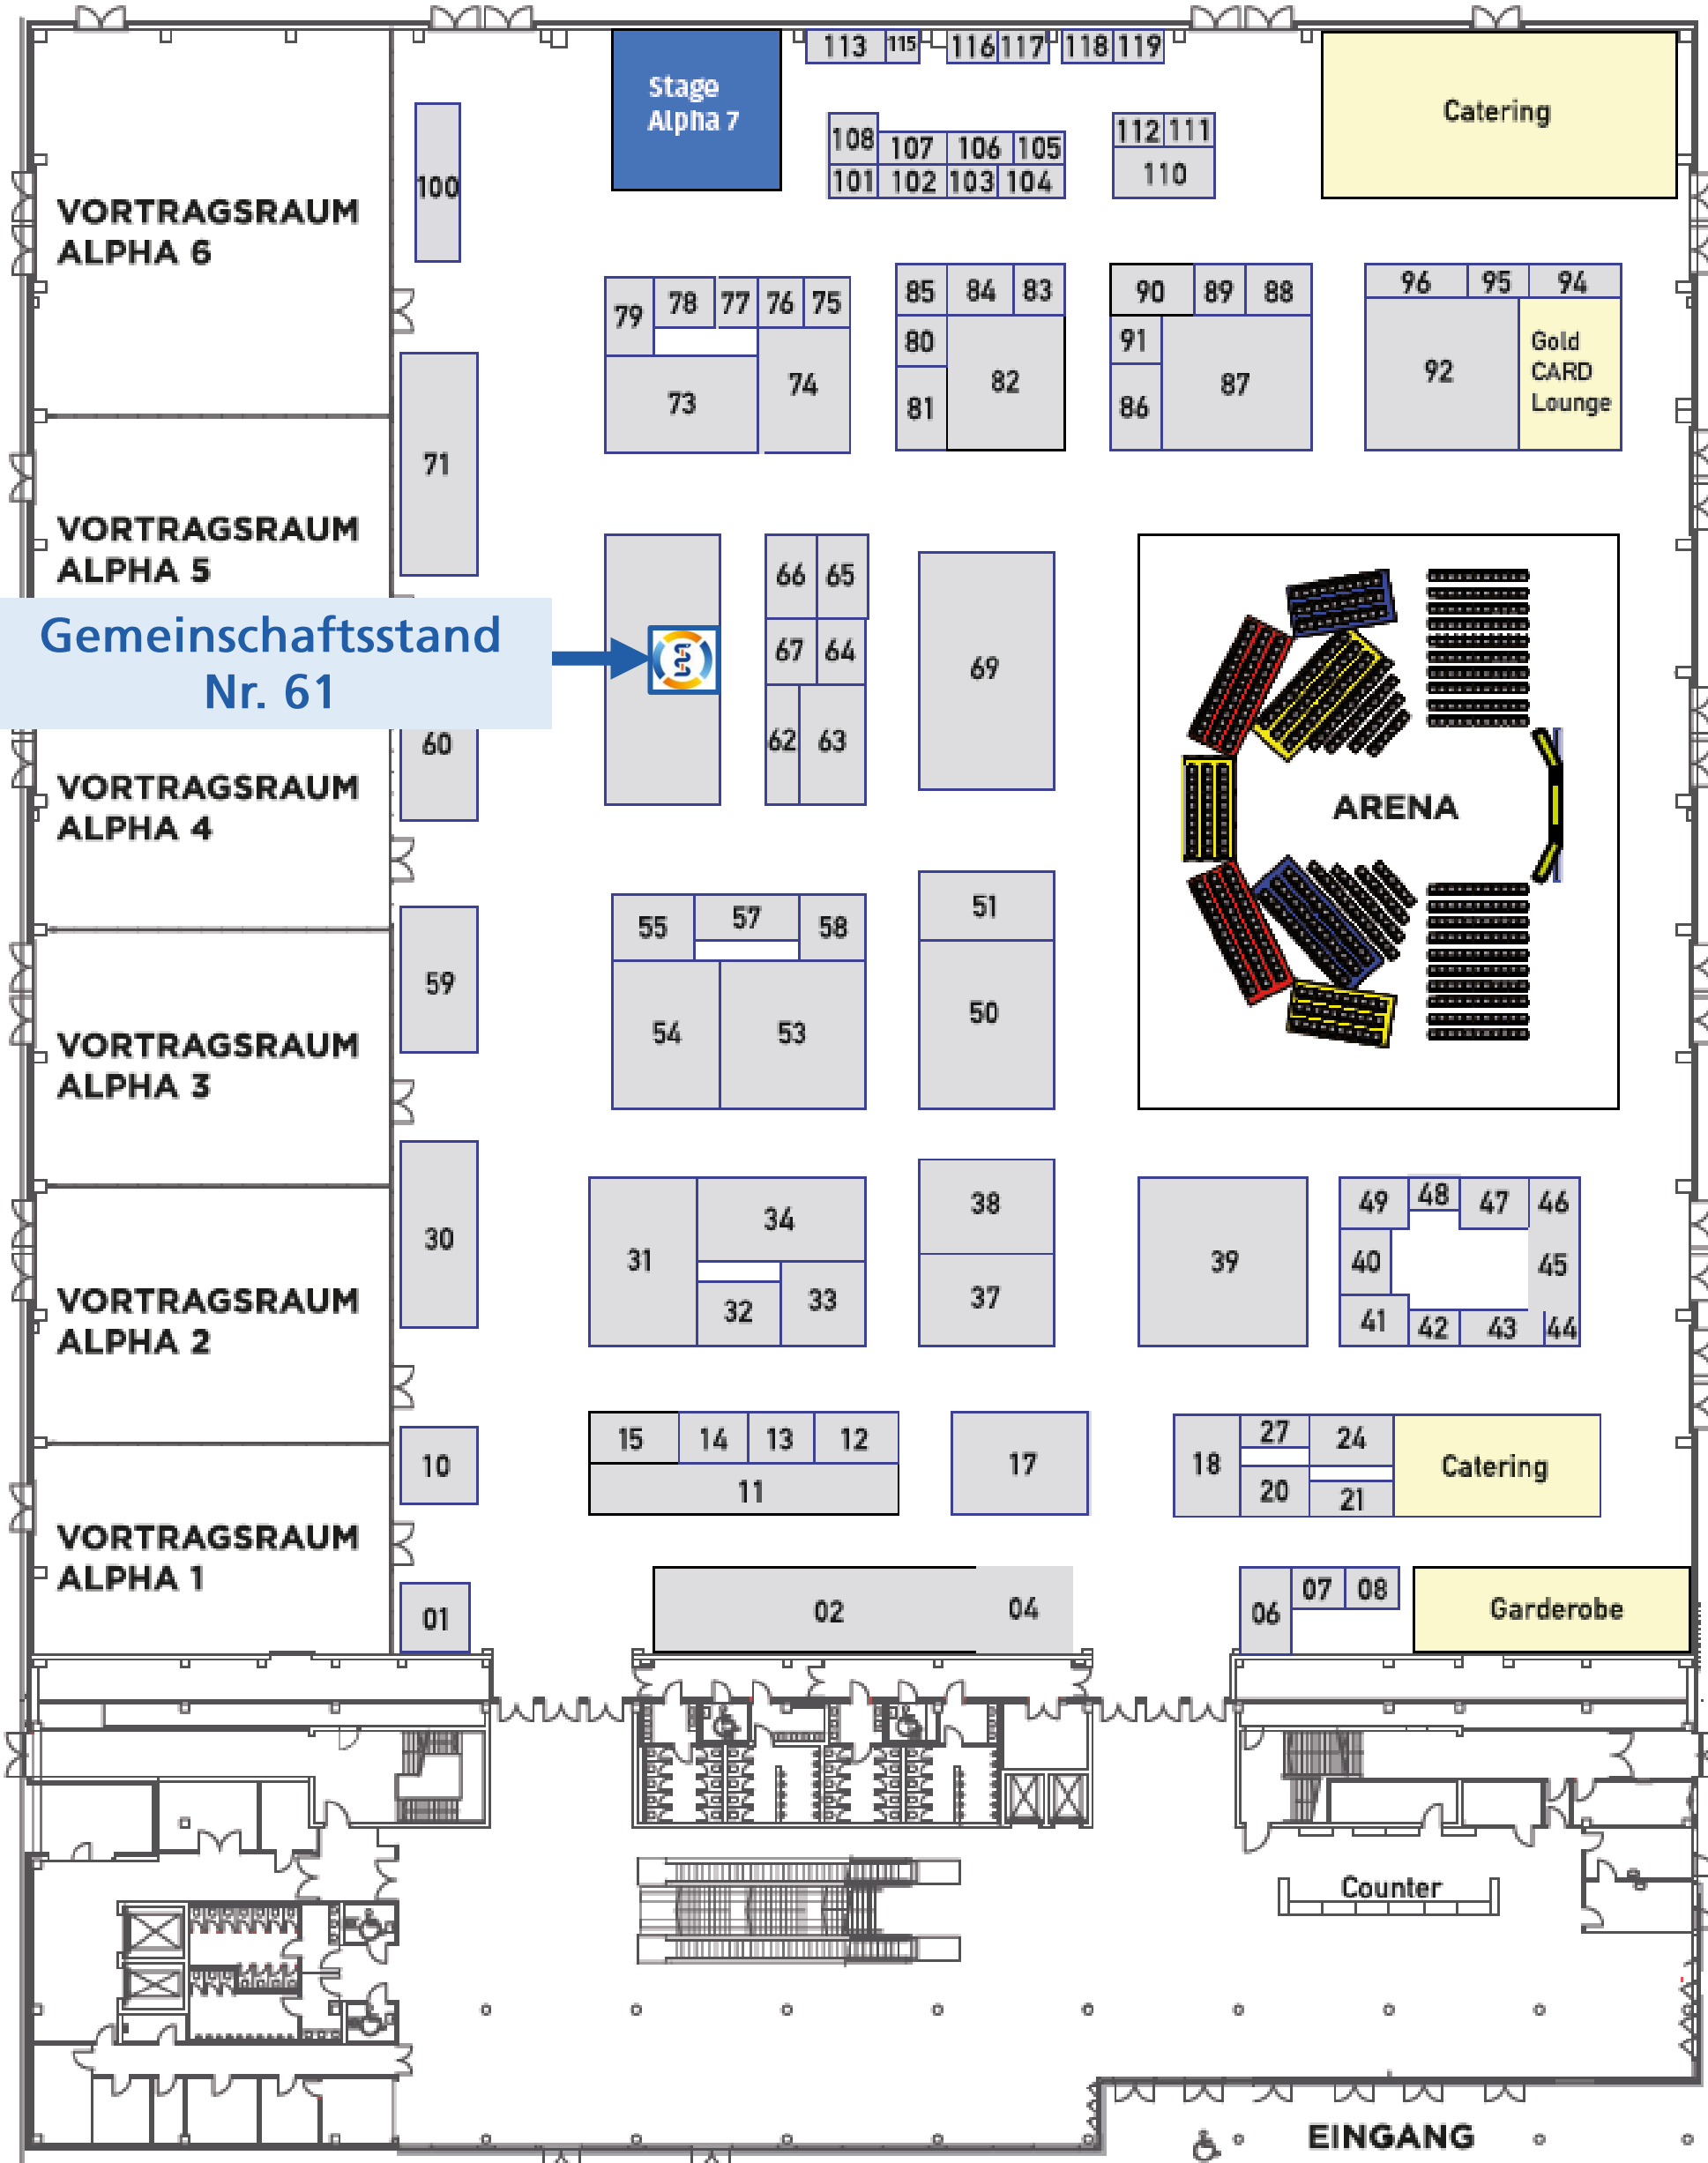 113 115 116 117 118 119
Stage
Alpha 7
Catering
108 107 106 105
101 102 103 104
112 111
110
100
VORTRAGSRAUM
ALPHA 6
79 78 77 76 75
73 74
85 84 83
80 82
81
90 89 88
91 87
86
96 95 94
92
Gold
CARD
Lounge
71
VORTRAGSRAUM
ALPHA 5
Gemeinschaftsstand
Nr. 61
66 65
67 64
62 63
69
60
VORTRAGSRAUM
ALPHA 4
ARENA
55 57 58
54 53
51
50
59
VORTRAGSRAUM
ALPHA 3
30
31 34
32 33
38
37
39
49 48 47 46
40 45
41 42 43 44
VORTRAGSRAUM
ALPHA 2
10
15 14 13 12
11
17
18 27 24
20 21
Catering
VORTRAGSRAUM
ALPHA 1
01
02 04
06 07 08
Garderobe
Counter
EINGANG